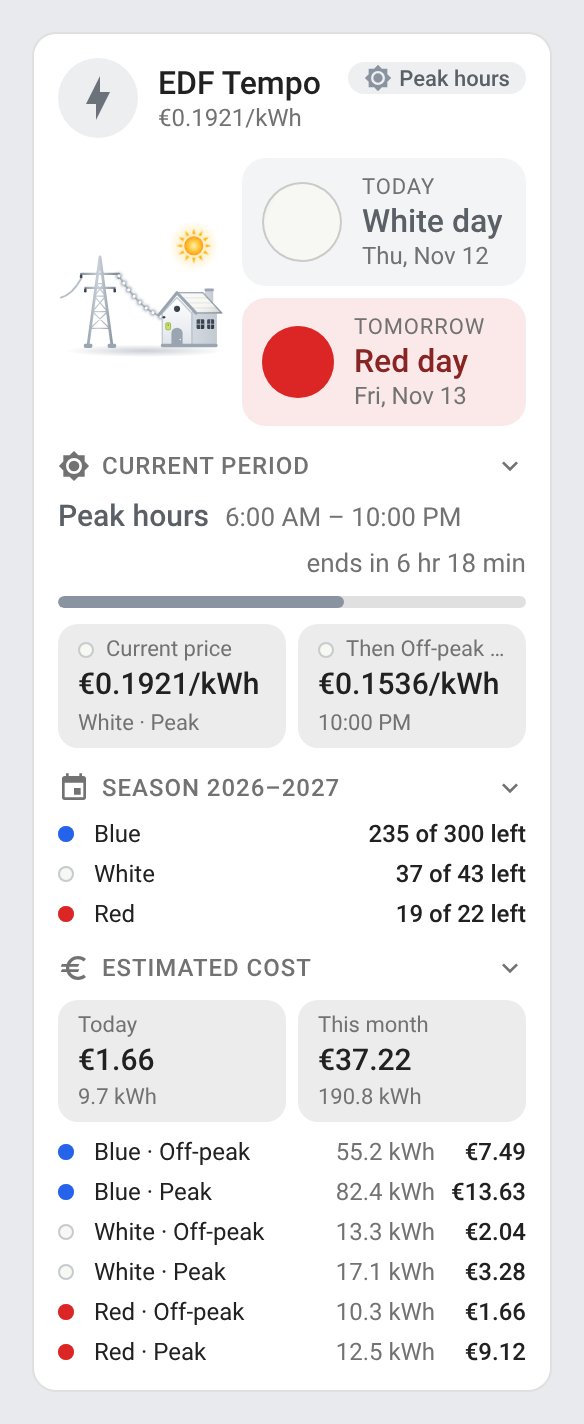 EDF Tempo
€0.1921/kWh
Peak hours
TODAY
White day
Thu, Nov 12
TOMORROW
Red day
Fri, Nov 13
CURRENT PERIOD
Peak hours 6:00 AM – 10:00 PM
ends in 6 hr 18 min
Current price
€0.1921/kWh
White · Peak
Then Off-peak ...
€0.1536/kWh
10:00 PM
SEASON 2026–2027
Blue 235 of 300 left
White 37 of 43 left
Red 19 of 22 left
ESTIMATED COST
Today
€1.66
9.7 kWh
This month
€37.22
190.8 kWh
Blue · Off-peak 55.2 kWh €7.49
Blue · Peak 82.4 kWh €13.63
White · Off-peak 13.3 kWh €2.04
White · Peak 17.1 kWh €3.28
Red · Off-peak 10.3 kWh €1.66
Red · Peak 12.5 kWh €9.12